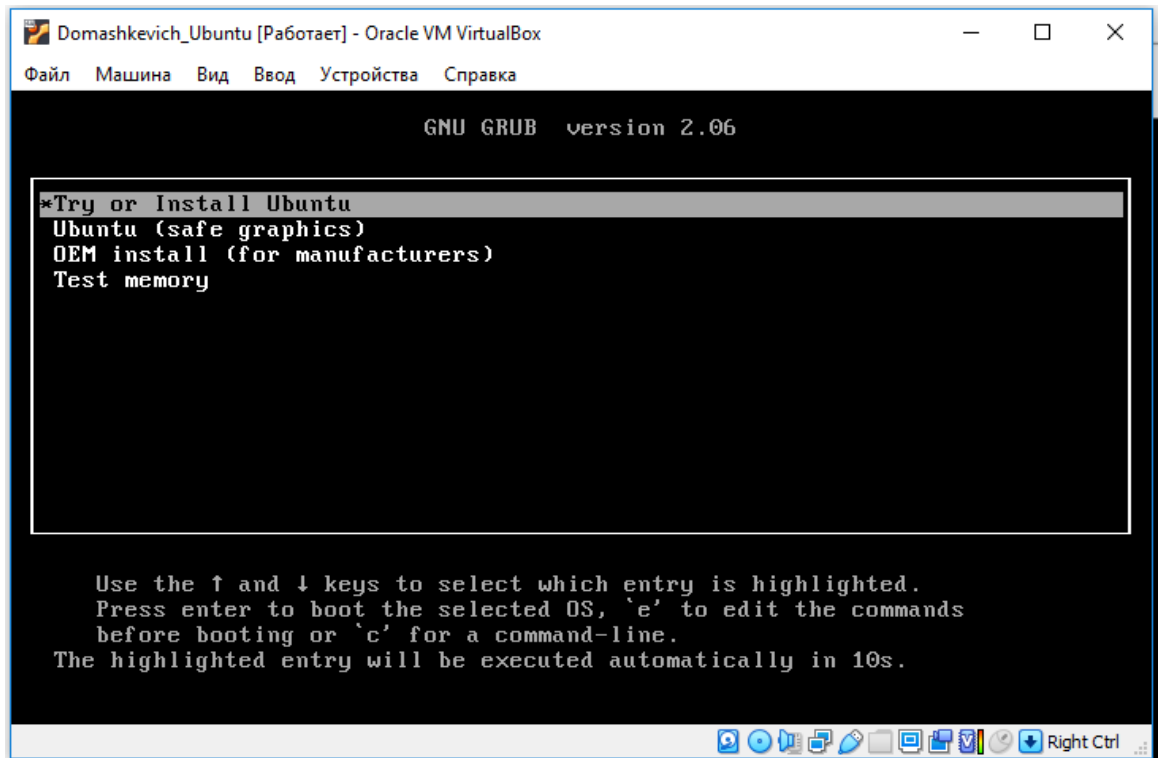 Domashkevich_Ubuntu [Работает] - Oracle VM VirtualBox
Файл Машина Вид Ввод Устройства Справка
GNU GRUB version 2.06
*Try or Install Ubuntu
Ubuntu (safe graphics)
OEM install (for manufacturers)
Test memory
Use the ↑ and ↓ keys to select which entry is highlighted.
Press enter to boot the selected OS, `e' to edit the commands
before booting or `c' for a command-line.
The highlighted entry will be executed automatically in 10s.
Right Ctrl